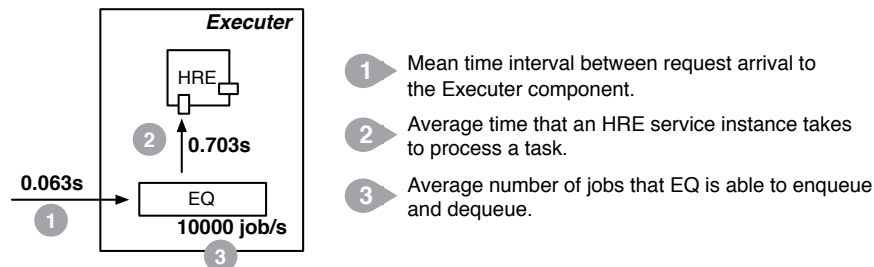 Executer
HRE
2
0.703s
0.063s
1
EQ
10000 job/s
3
1
Mean time interval between request arrival to
the Executer component.
2
Average time that an HRE service instance takes
to process a task.
3
Average number of jobs that EQ is able to enqueue
and dequeue.